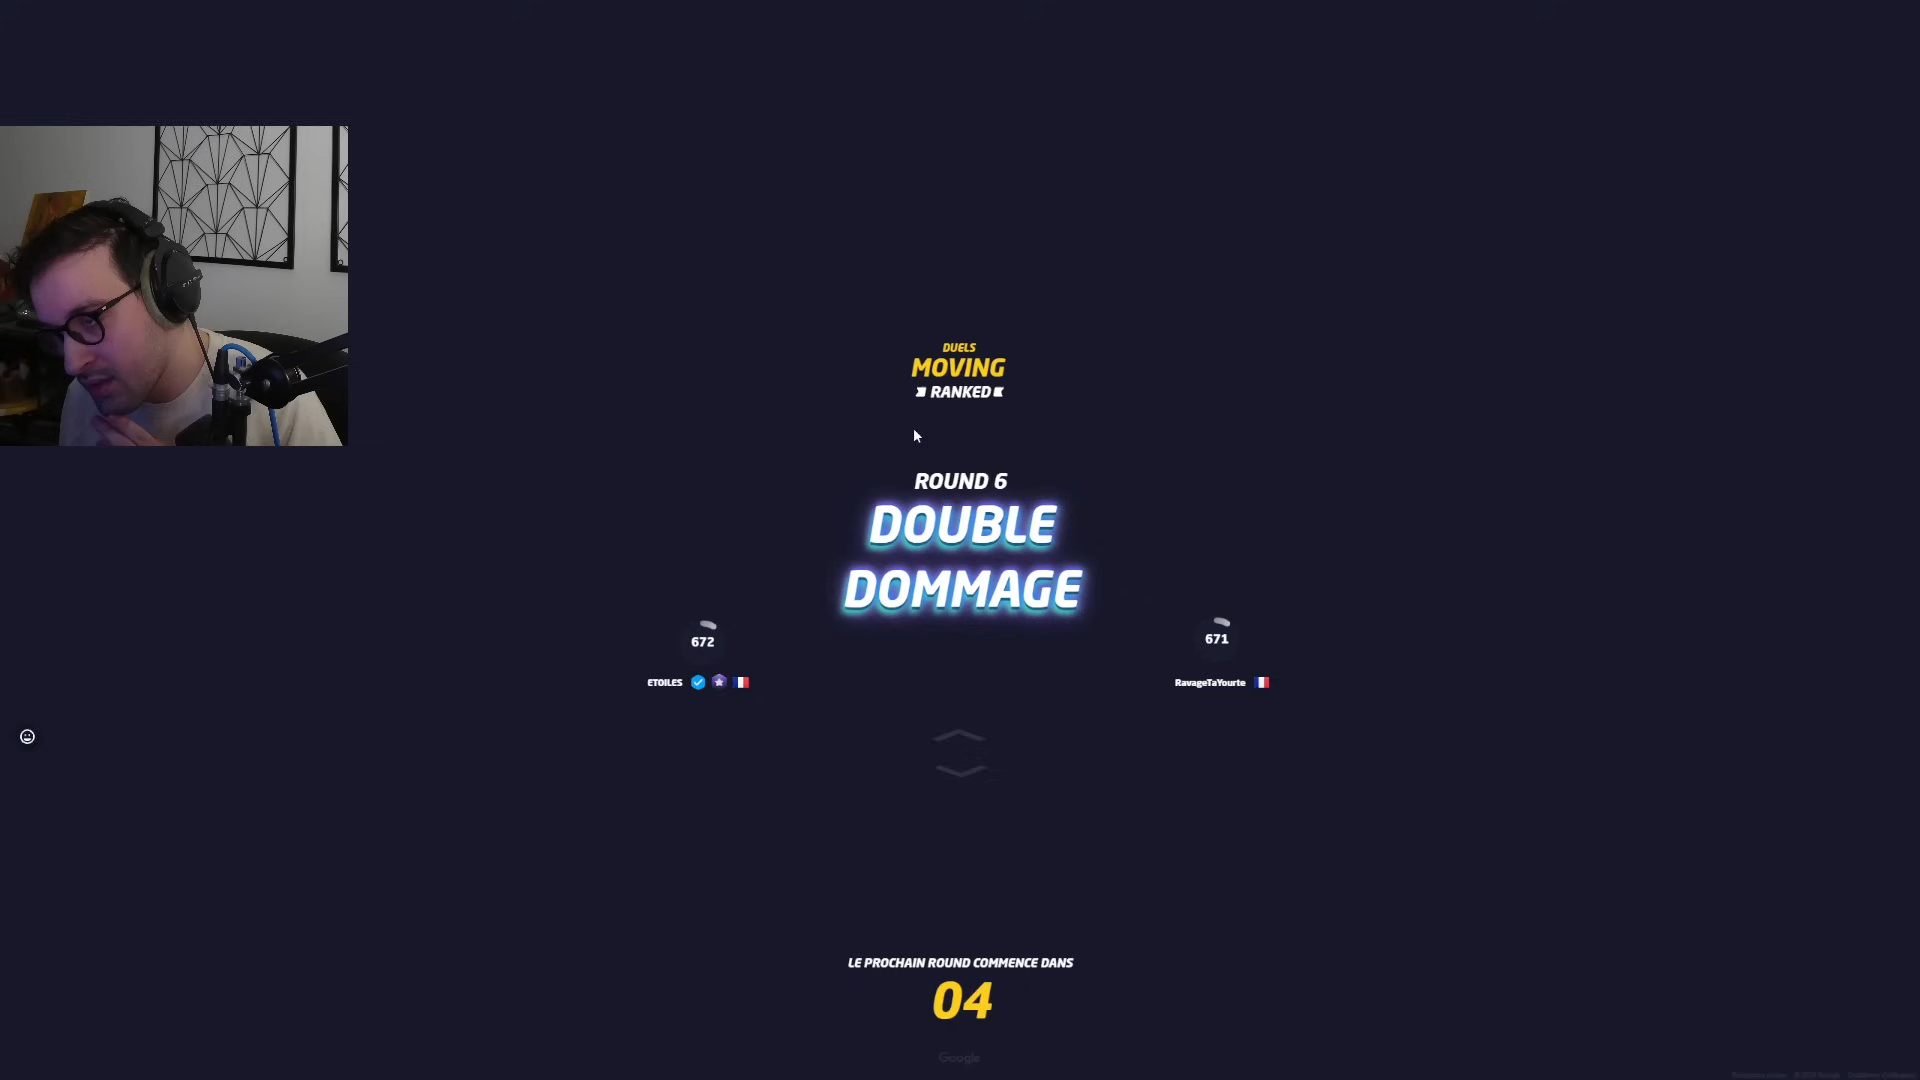 DUELS
MOVING
RANKED
ROUND 6
DOUBLE
DOMMAGE
672
671
ETOILES
RavageTaYourte
LE PROCHAIN ROUND COMMENCE DANS
04
Google